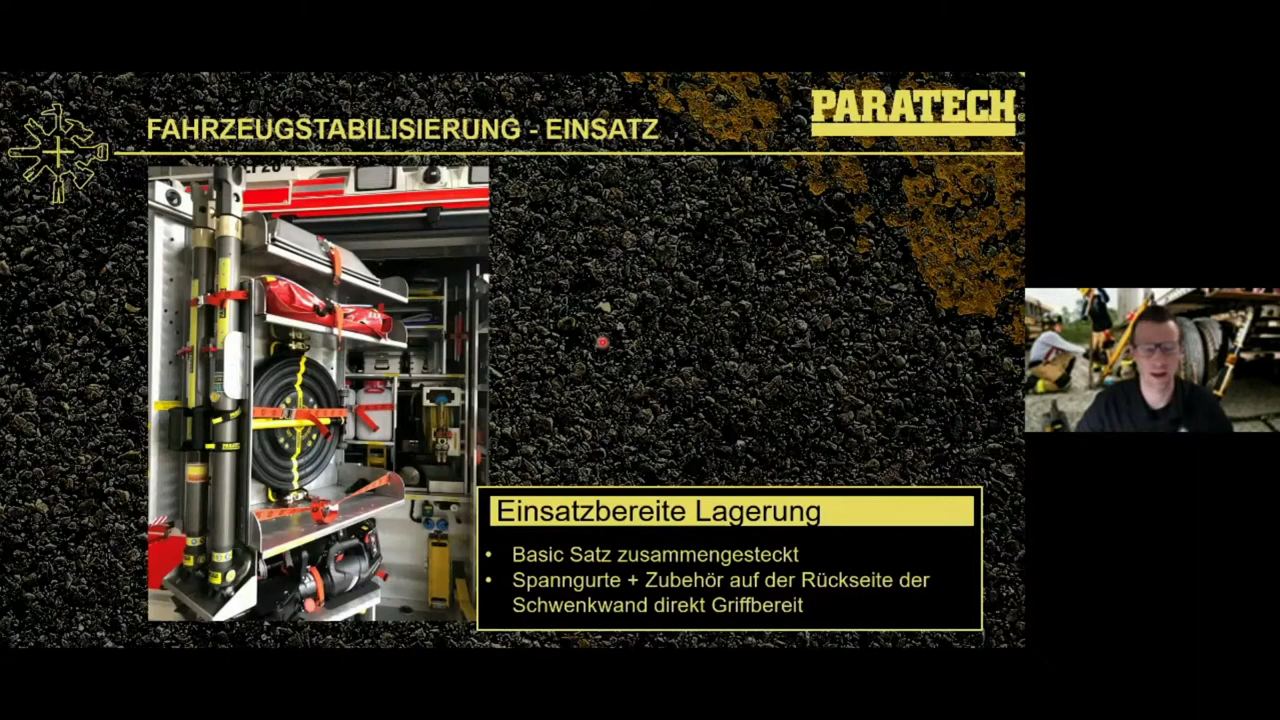 FAHRZEUGSTABILISIERUNG - EINSATZ
PARATECH®
Einsatzbereite Lagerung
• Basic Satz zusammengesteckt
• Spanngurte + Zubehör auf der Rückseite der
Schwenkwand direkt Griffbereit